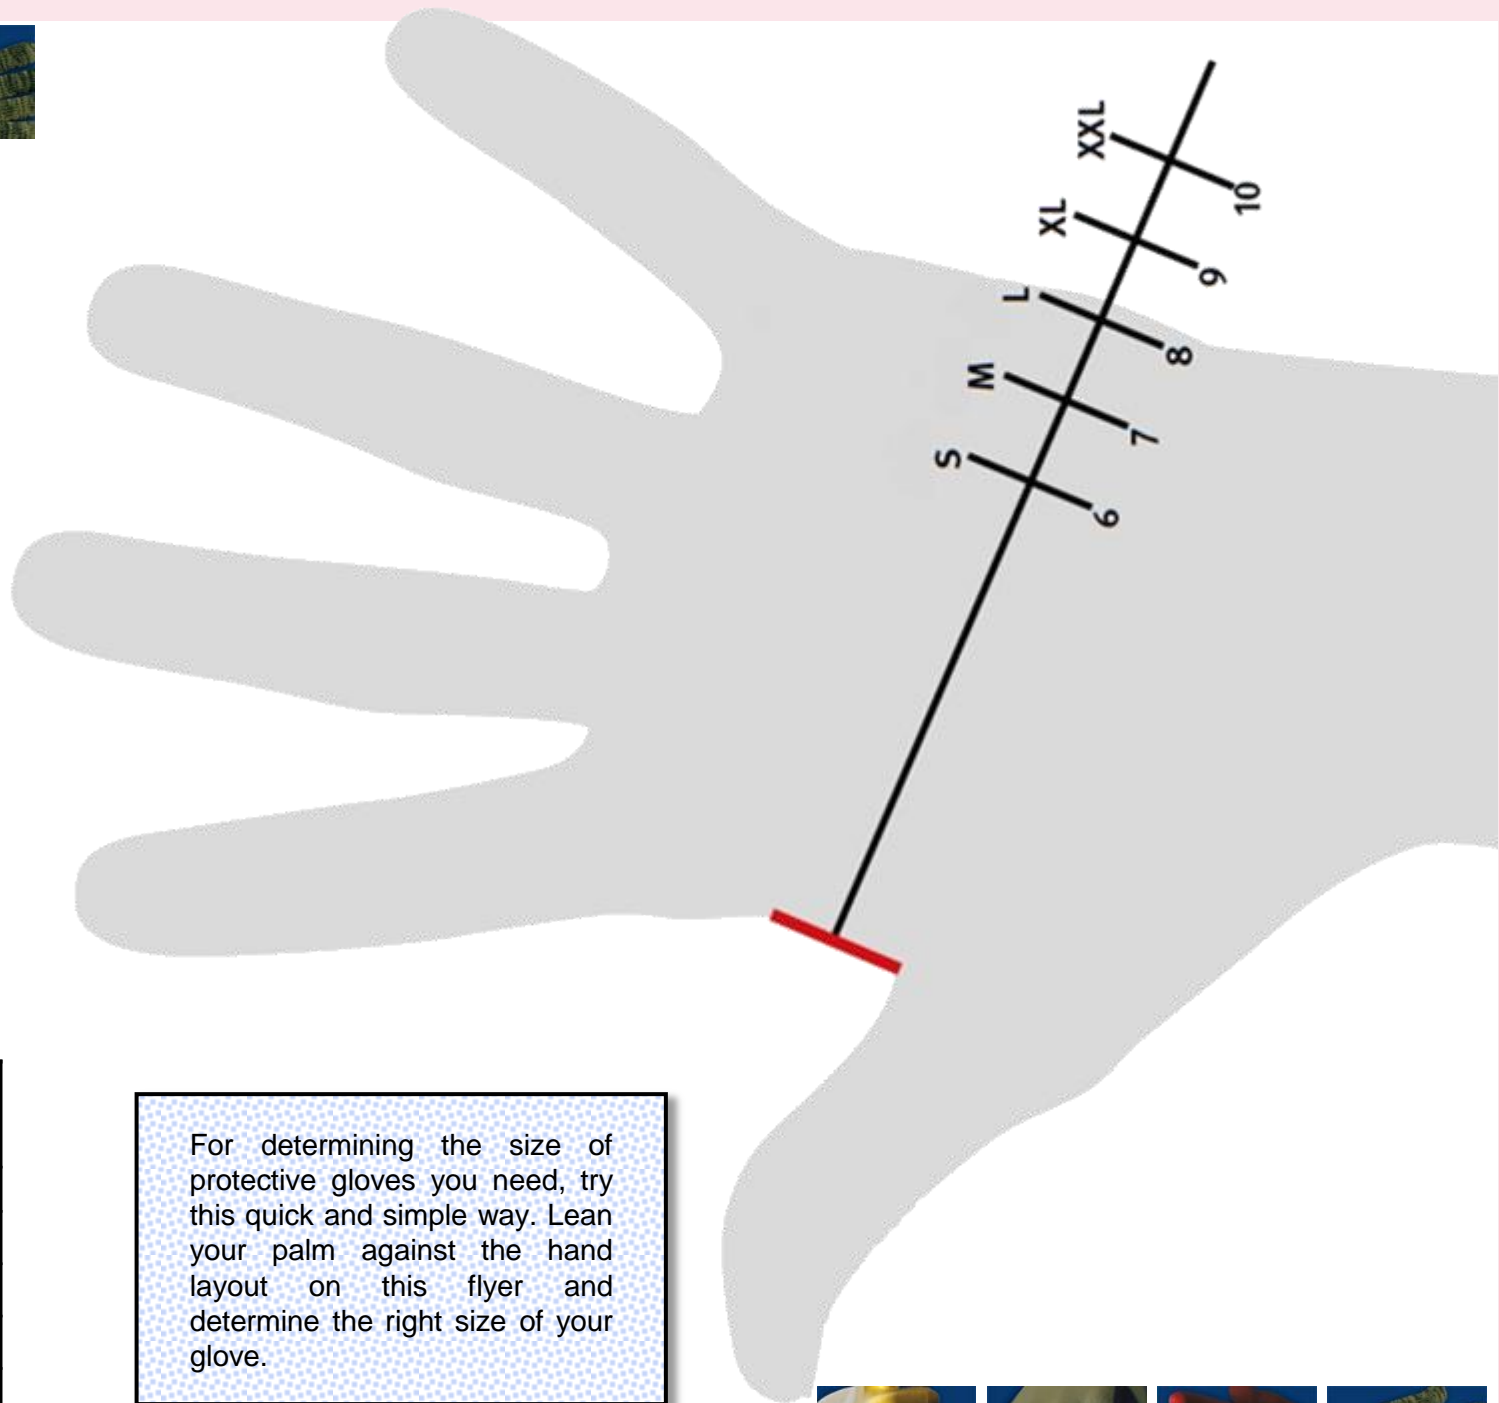 XXL
10
XL
9
L
8
M
7
S
6
For determining the size of
protective gloves you need, try
this quick and simple way. Lean
your palm against the hand
layout on this flyer and
determine the right size of your
glove.